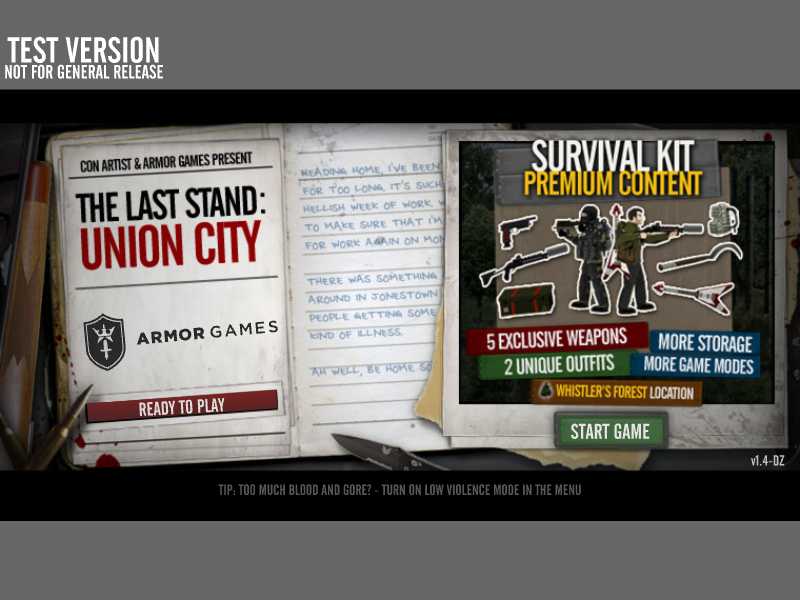 TEST VERSION
NOT FOR GENERAL RELEASE
CON ARTIST & ARMOR GAMES PRESENT
THE LAST STAND:
UNION CITY
ARMOR GAMES
READY TO PLAY
HEADING HOME, I'VE BEEN
FOR TOO LONG. IT'S SUCH
HELLISH WEEK OF WORK,
TO MAKE SURE THAT I'M
FOR WORK AGAIN ON MON
THERE WAS SOMETHING
AROUND IN JONESTOWN
PEOPLE GETTING SOME
KIND OF ILLNESS.
AH WELL, BE HOME SO
SURVIVAL KIT
PREMIUM CONTENT
5 EXCLUSIVE WEAPONS
MORE STORAGE
2 UNIQUE OUTFITS
MORE GAME MODES
WHISTLER'S FOREST LOCATION
START GAME
v1.4-DZ
TIP: TOO MUCH BLOOD AND GORE? - TURN ON LOW VIOLENCE MODE IN THE MENU